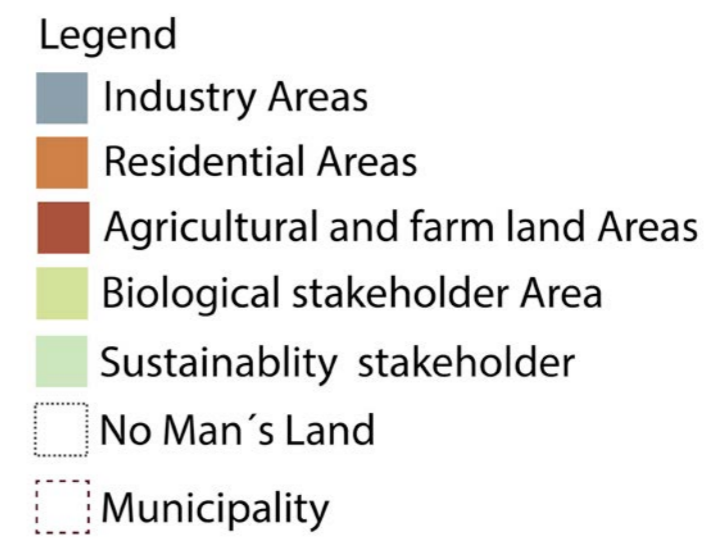 Legend
Industry Areas
Residential Areas
Agricultural and farm land Areas
Biological stakeholder Area
Sustainablity stakeholder
No Man´s Land
Municipality